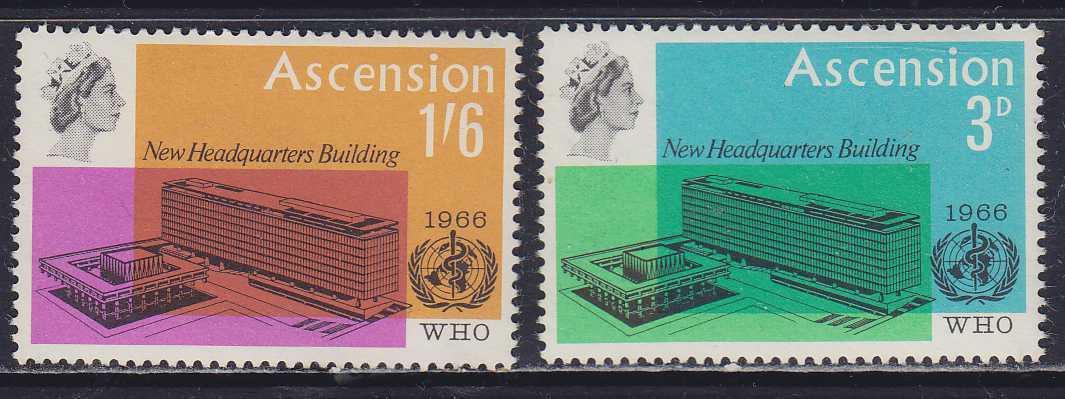 Ascension
1/6
New Headquarters Building
1966
WHO
Ascension
3D
New Headquarters Building
1966
WHO